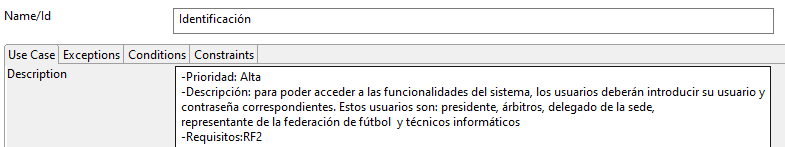 Name/Id
Identificación
Use Case Exceptions Conditions Constraints
Description
-Prioridad: Alta
-Descripción: para poder acceder a las funcionalidades del sistema, los usuarios deberán introducir su usuario y
contraseña correspondientes. Estos usuarios son: presidente, árbitros, delegado de la sede,
representante de la federación de fútbol y técnicos informáticos
-Requisitos:RF2